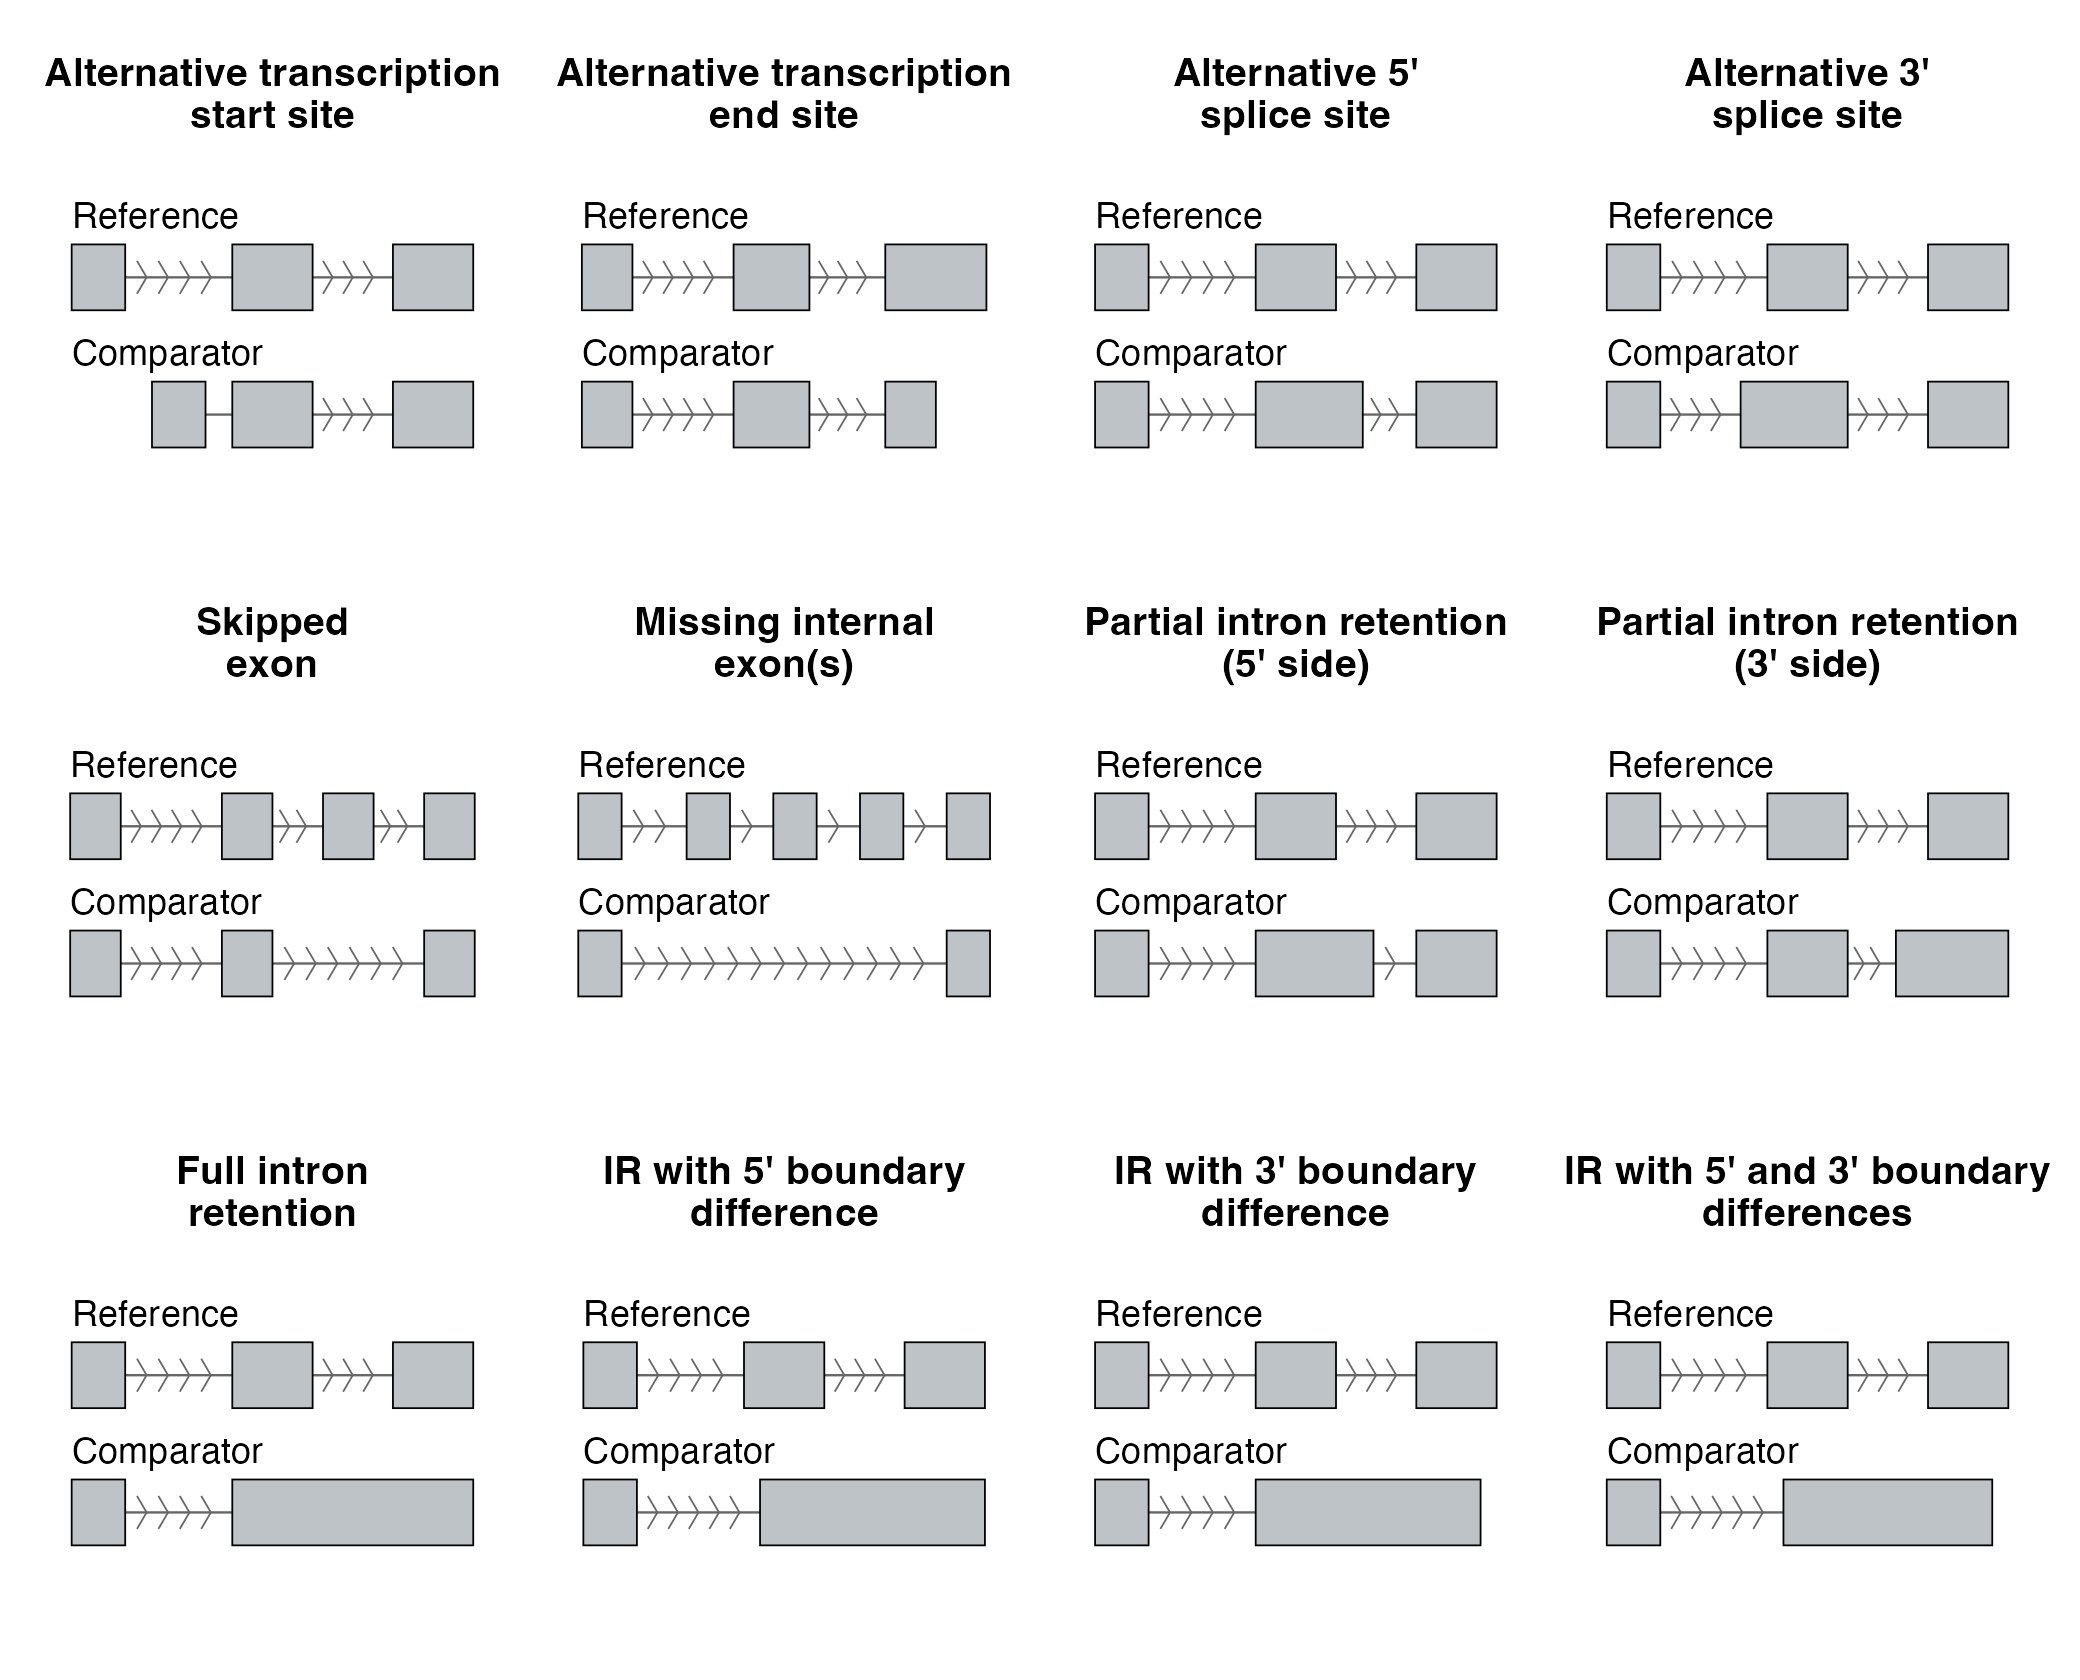 Alternative transcription
start site
Reference
Comparator
Alternative transcription
end site
Reference
Comparator
Alternative 5'
splice site
Reference
Comparator
Alternative 3'
splice site
Reference
Comparator
Skipped
exon
Reference
Comparator
Missing internal
exon(s)
Reference
Comparator
Partial intron retention
(5' side)
Reference
Comparator
Partial intron retention
(3' side)
Reference
Comparator
Full intron
retention
Reference
Comparator
IR with 5' boundary
difference
Reference
Comparator
IR with 3' boundary
difference
Reference
Comparator
IR with 5' and 3' boundary
differences
Reference
Comparator